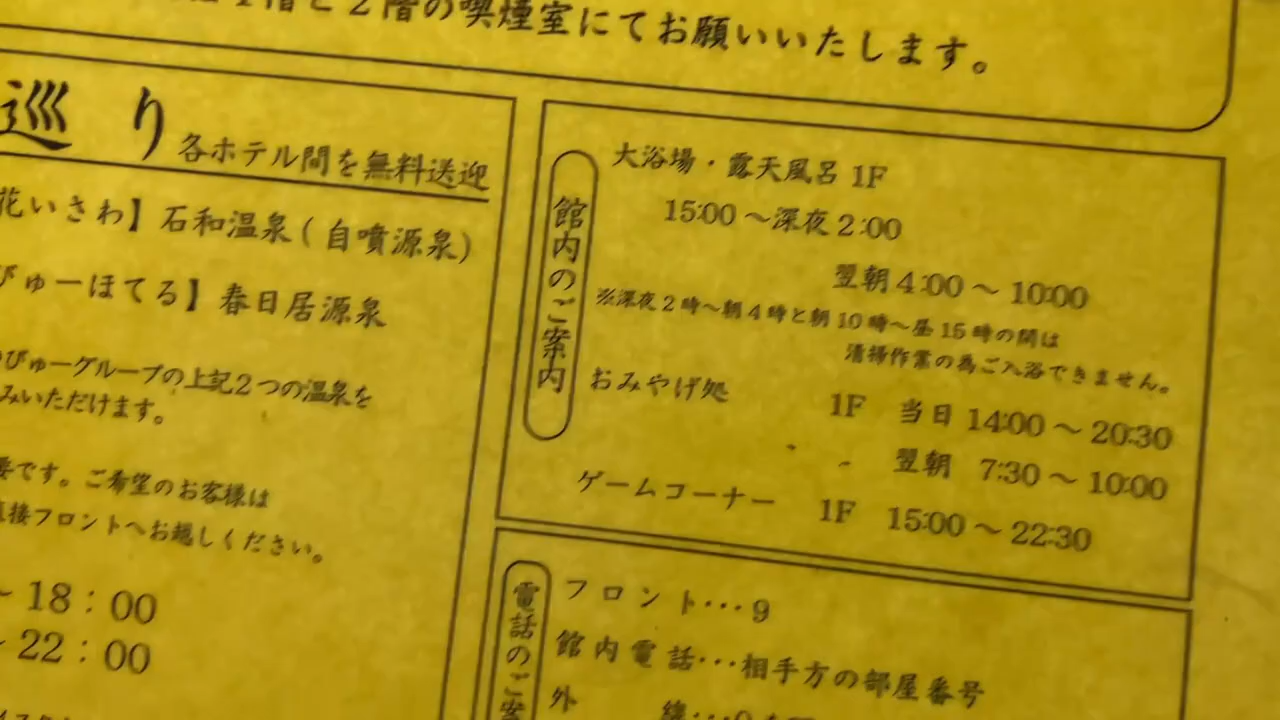 1階と2階の喫煙室にてお願いいたします。
巡り 各ホテル間を無料送迎
花いさわ】石和温泉(自噴源泉)
びゅーほてる】春日居源泉
びゅーグループの上記2つの温泉を
みいただけます。
要です。ご希望のお客様は
直接フロントへお越しください。
~ 18:00
~ 22:00
館内のご案内
大浴場・露天風呂 1F
15:00 ~深夜2:00
翌朝4:00 ~ 10:00
※深夜2時~朝4時と朝10時~昼15時の間は
清掃作業の為ご入浴できません。
おみやげ処 1F 当日 14:00 ~ 20:30
翌朝 7:30 ~ 10:00
ゲームコーナー 1F 15:00 ~ 22:30
電話のご案
フロント…9
館内電話…相手方の部屋番号
外 線…0